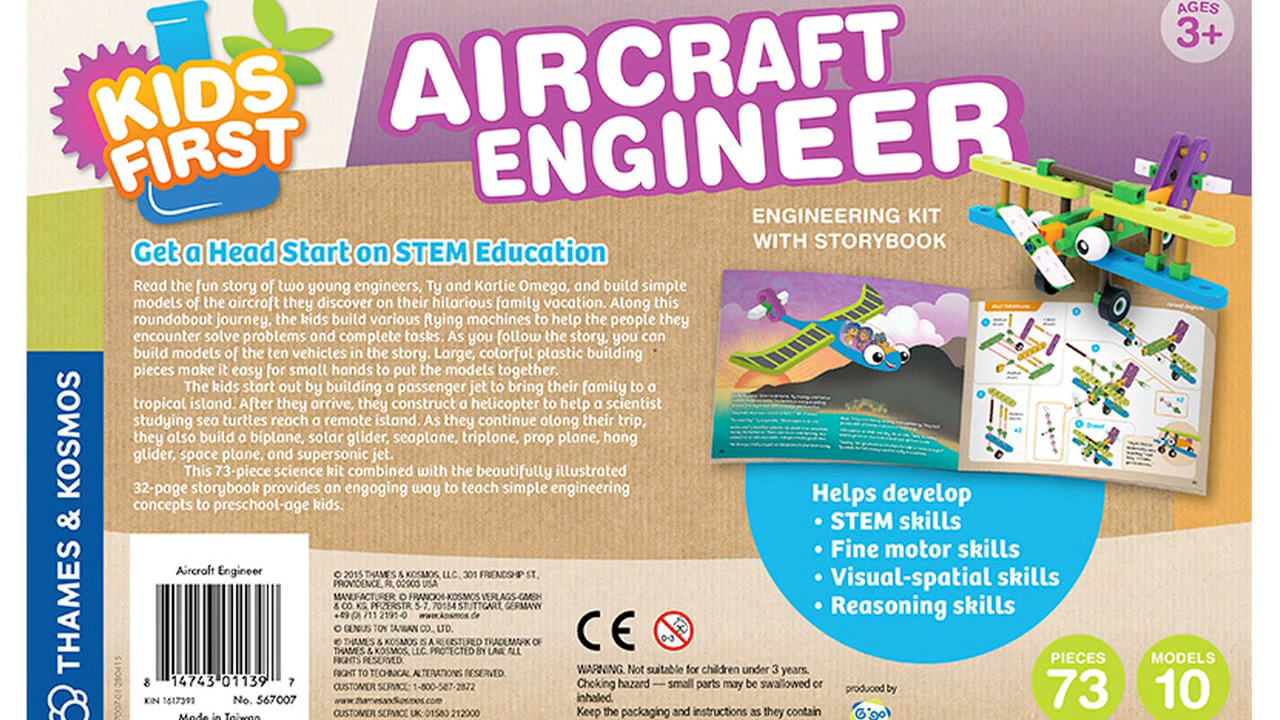 KIDS
FIRST
AIRCRAFT
ENGINEER
AGES
3+
ENGINEERING KIT
WITH STORYBOOK
Get a Head Start on STEM Education
Read the fun story of two young engineers, Ty and Karlie Omega, and build simple
models of the aircraft they discover on their hilarious family vacation. Along this
roundabout journey, the kids build various flying machines to help the people they
encounter solve problems and complete tasks. As you follow the story, you can
build models of the ten vehicles in the story. Large, colorful plastic building
pieces make it easy for small hands to put the models together.
The kids start out by building a passenger jet to bring their family to a
tropical island. After they arrive, they construct a helicopter to help a scientist
studying sea turtles reach a remote island. As they continue along their trip,
they also build a biplane, solar glider, seaplane, triplane, prop plane, hang
glider, space plane, and supersonic jet.
This 73-piece science kit combined with the beautifully illustrated
32-page storybook provides an engaging way to teach simple engineering
concepts to preschool-age kids.
Helps develop
• STEM skills
• Fine motor skills
• Visual-spatial skills
• Reasoning skills
THAMES & KOSMOS
Aircraft Engineer
8 14743 01139 7
KIN 1617391 No. 567007
Made in Taiwan
© 2015 THAMES & KOSMOS, LLC., 301 FRIENDSHIP ST.,
PROVIDENCE, RI, 02903 USA
MANUFACTURER: © FRANCKH-KOSMOS VERLAGS-GMBH
& CO. KG, PFIZERSTR. 5-7, 70184 STUTTGART, GERMANY
+49 (0) 711 2191-0 www.kosmos.de
© GENIUS TOY TAIWAN CO., LTD.
® THAMES & KOSMOS IS A REGISTERED TRADEMARK OF
THAMES & KOSMOS, LLC. PROTECTED BY LAW. ALL
RIGHTS RESERVED.
RIGHT TO TECHNICAL ALTERATIONS RESERVED.
CUSTOMER SERVICE: 1-800-587-2872
www.thamesandkosmos.com
CUSTOMER SERVICE UK: 01580 212000
CE
0-3
WARNING. Not suitable for children under 3 years.
Choking hazard — small parts may be swallowed or
inhaled.
Keep the packaging and instructions as they contain
produced by
PIECES
73
MODELS
10